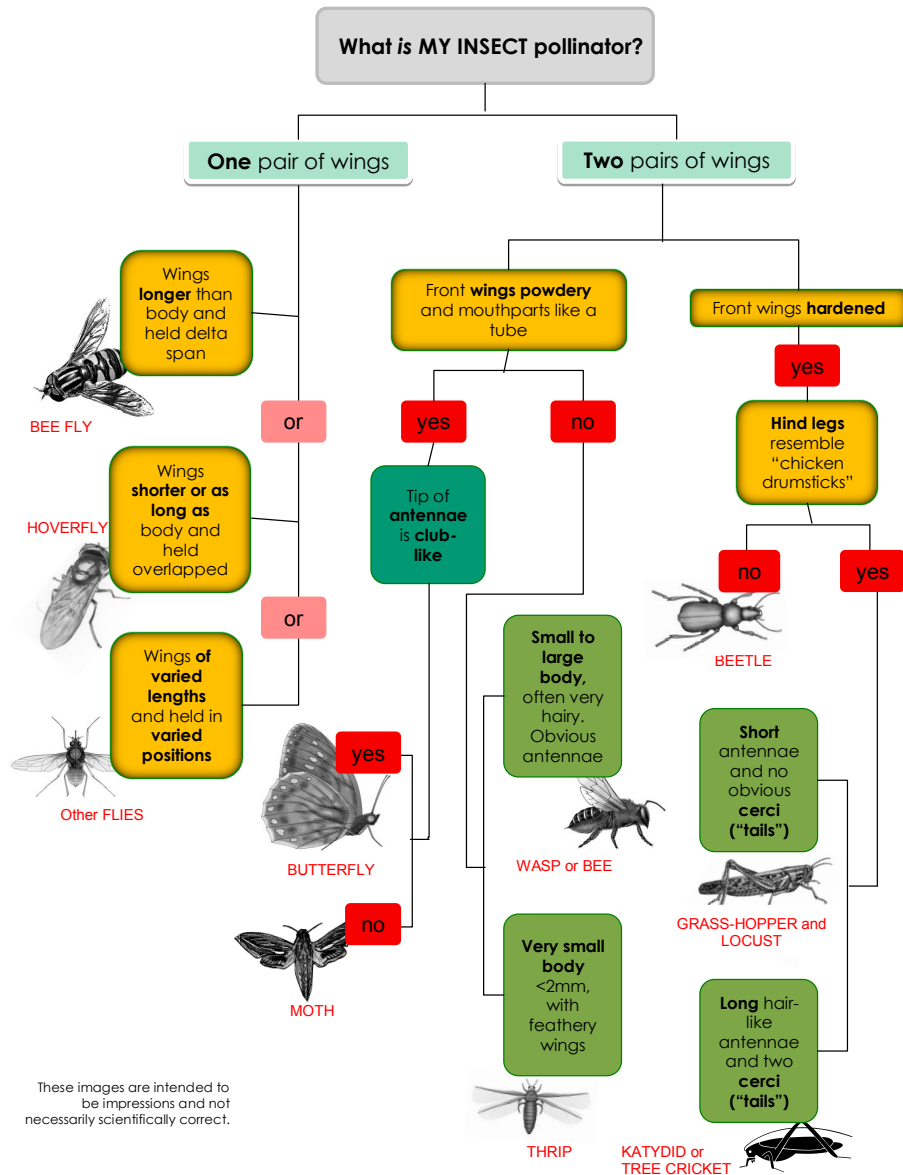 What is MY INSECT pollinator?
One pair of wings
Two pairs of wings
Wings
longer than
body and
held delta
span
BEE FLY
or
Wings
shorter or as
long as
body and
held
overlapped
HOVERFLY
or
Wings of
varied
lengths
and held in
varied
positions
Other FLIES
Front wings powdery
and mouthparts like a
tube
yes
no
Tip of
antennae
is club-
like
yes
BUTTERFLY
no
MOTH
Small to
large
body,
often very
hairy.
Obvious
antennae
WASP or BEE
Very small
body
<2mm,
with
feathery
wings
THRIP
Front wings hardened
yes
Hind legs
resemble
“chicken
drumsticks”
no
yes
BEETLE
Short
antennae
and no
obvious
cerci
(“tails”)
GRASS-HOPPER and
LOCUST
Long hair-
like
antennae
and two
cerci
(“tails”)
KATYDID or
TREE CRICKET
These images are intended to
be impressions and not
necessarily scientifically correct.